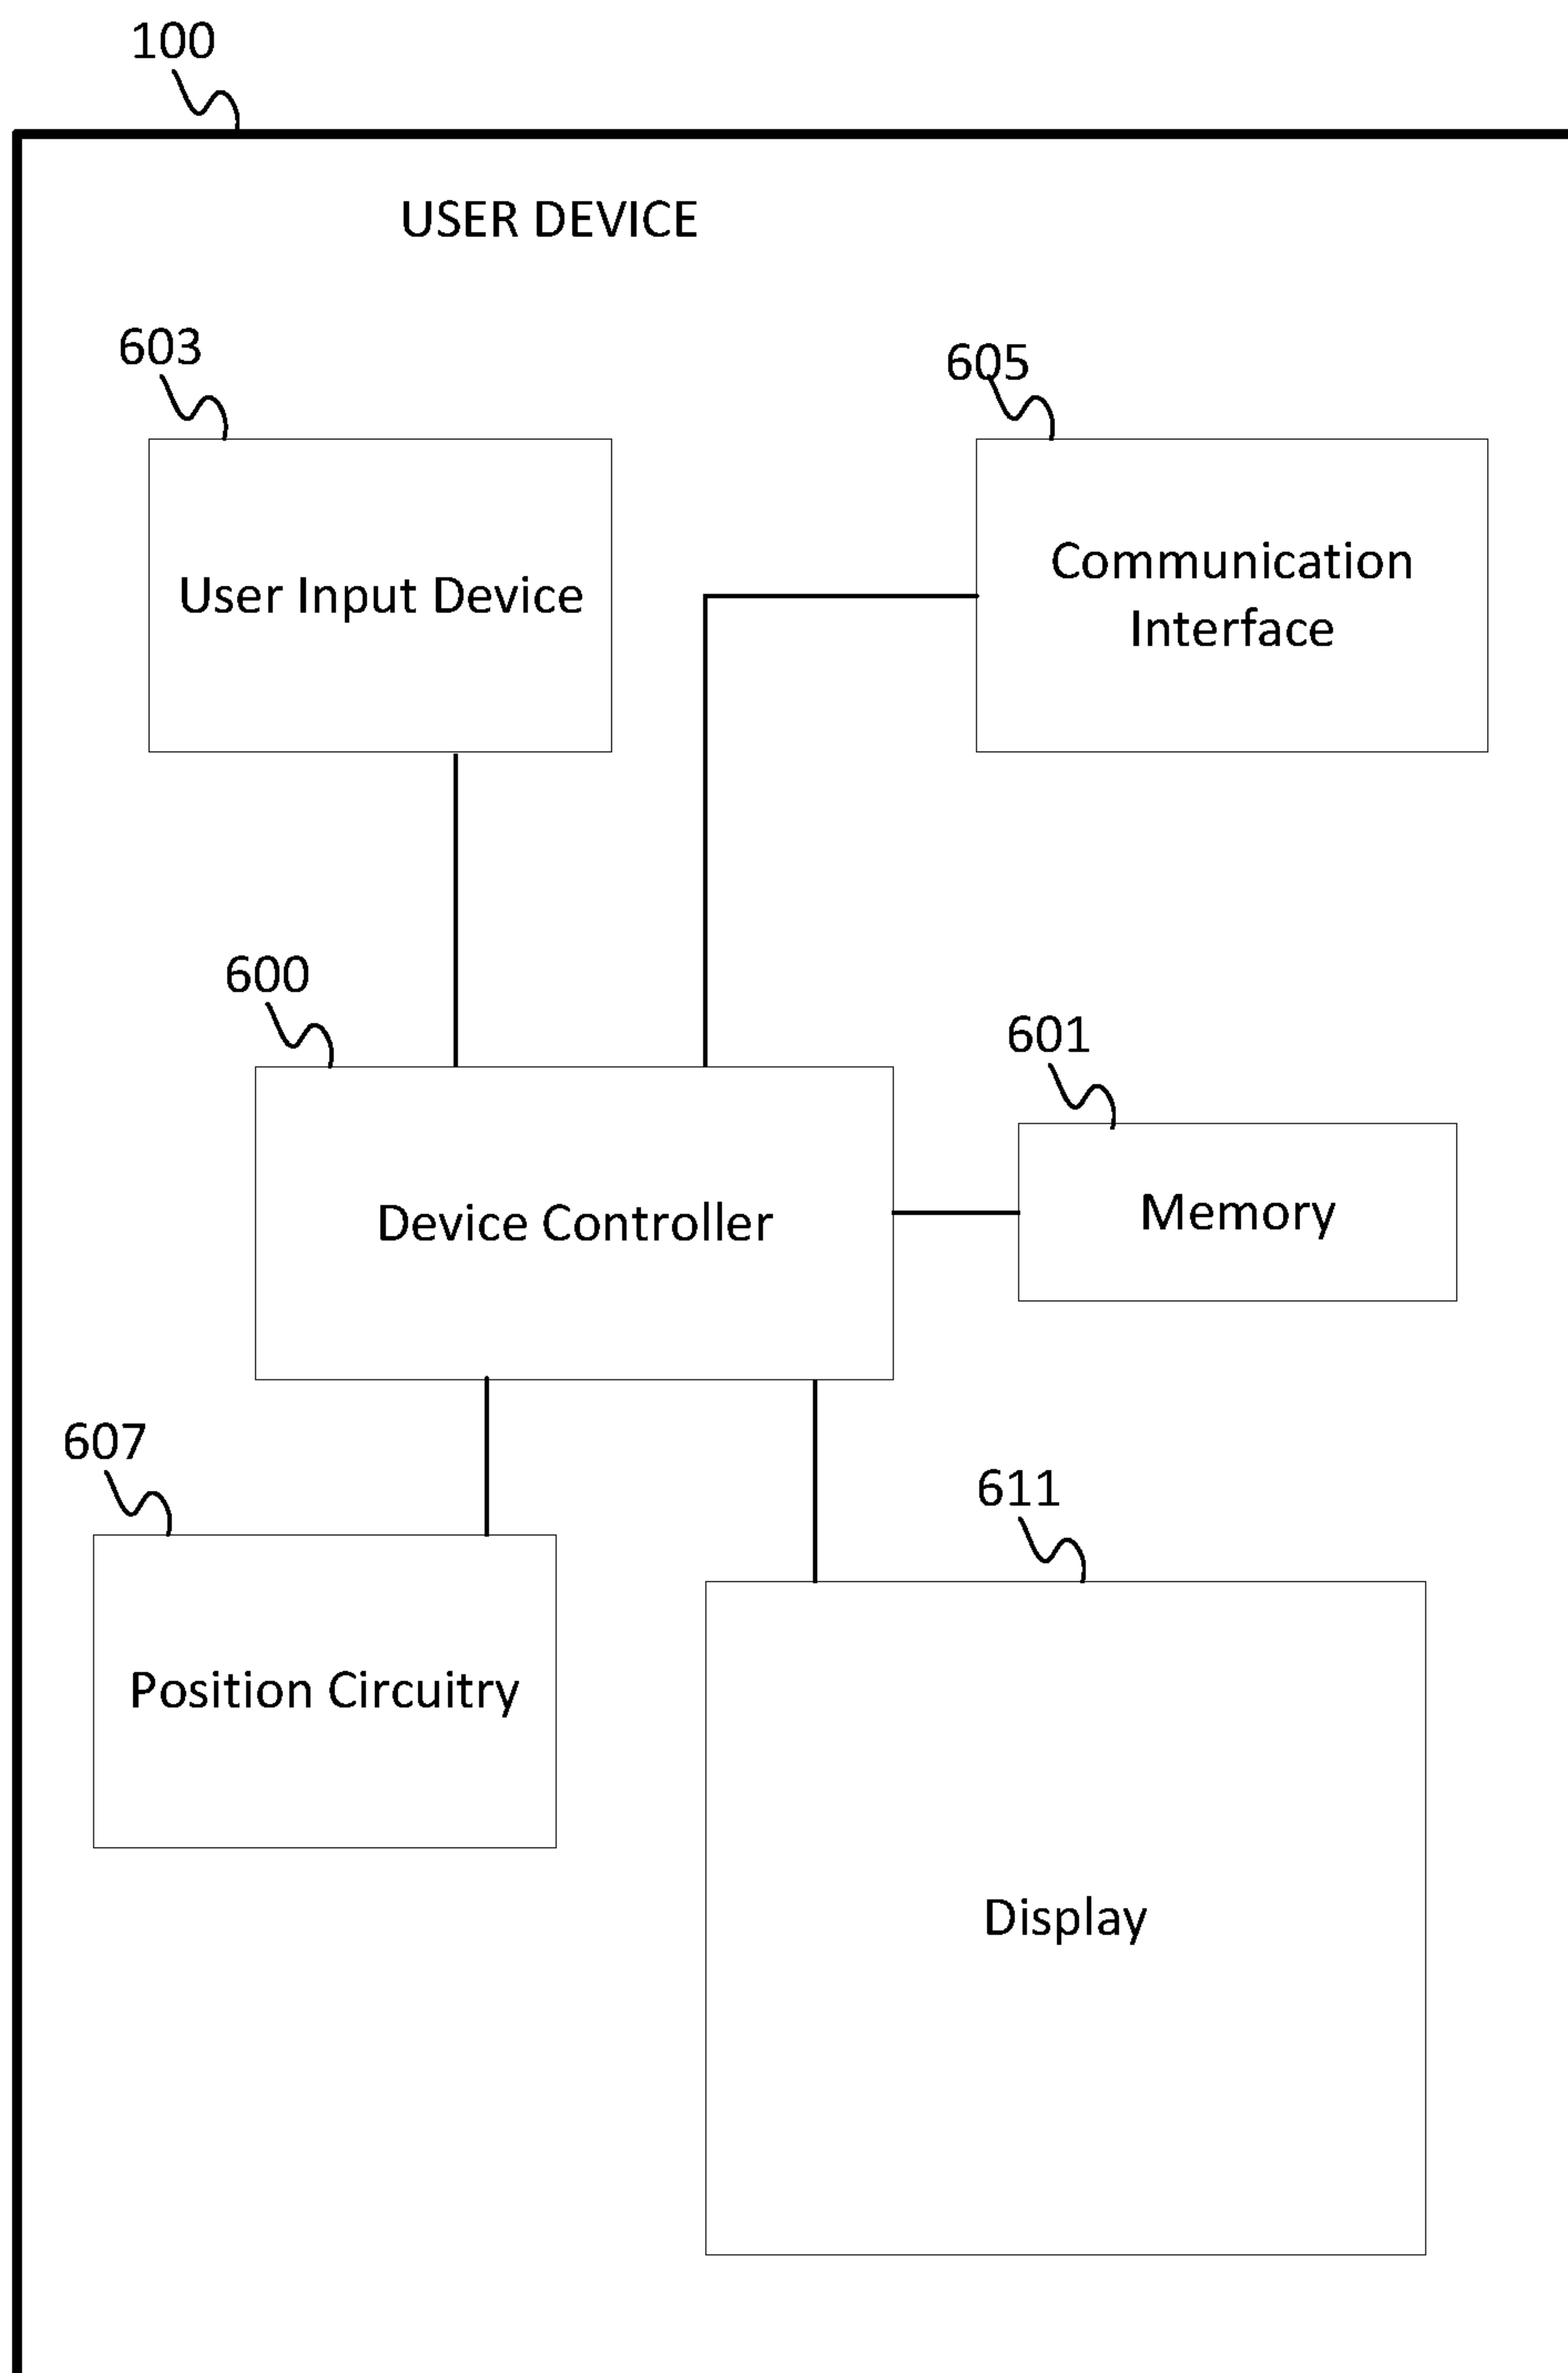 100
USER DEVICE
603
605
User Input Device
Communication
Interface
600
601
Device Controller
Memory
607
611
Position Circuitry
Display